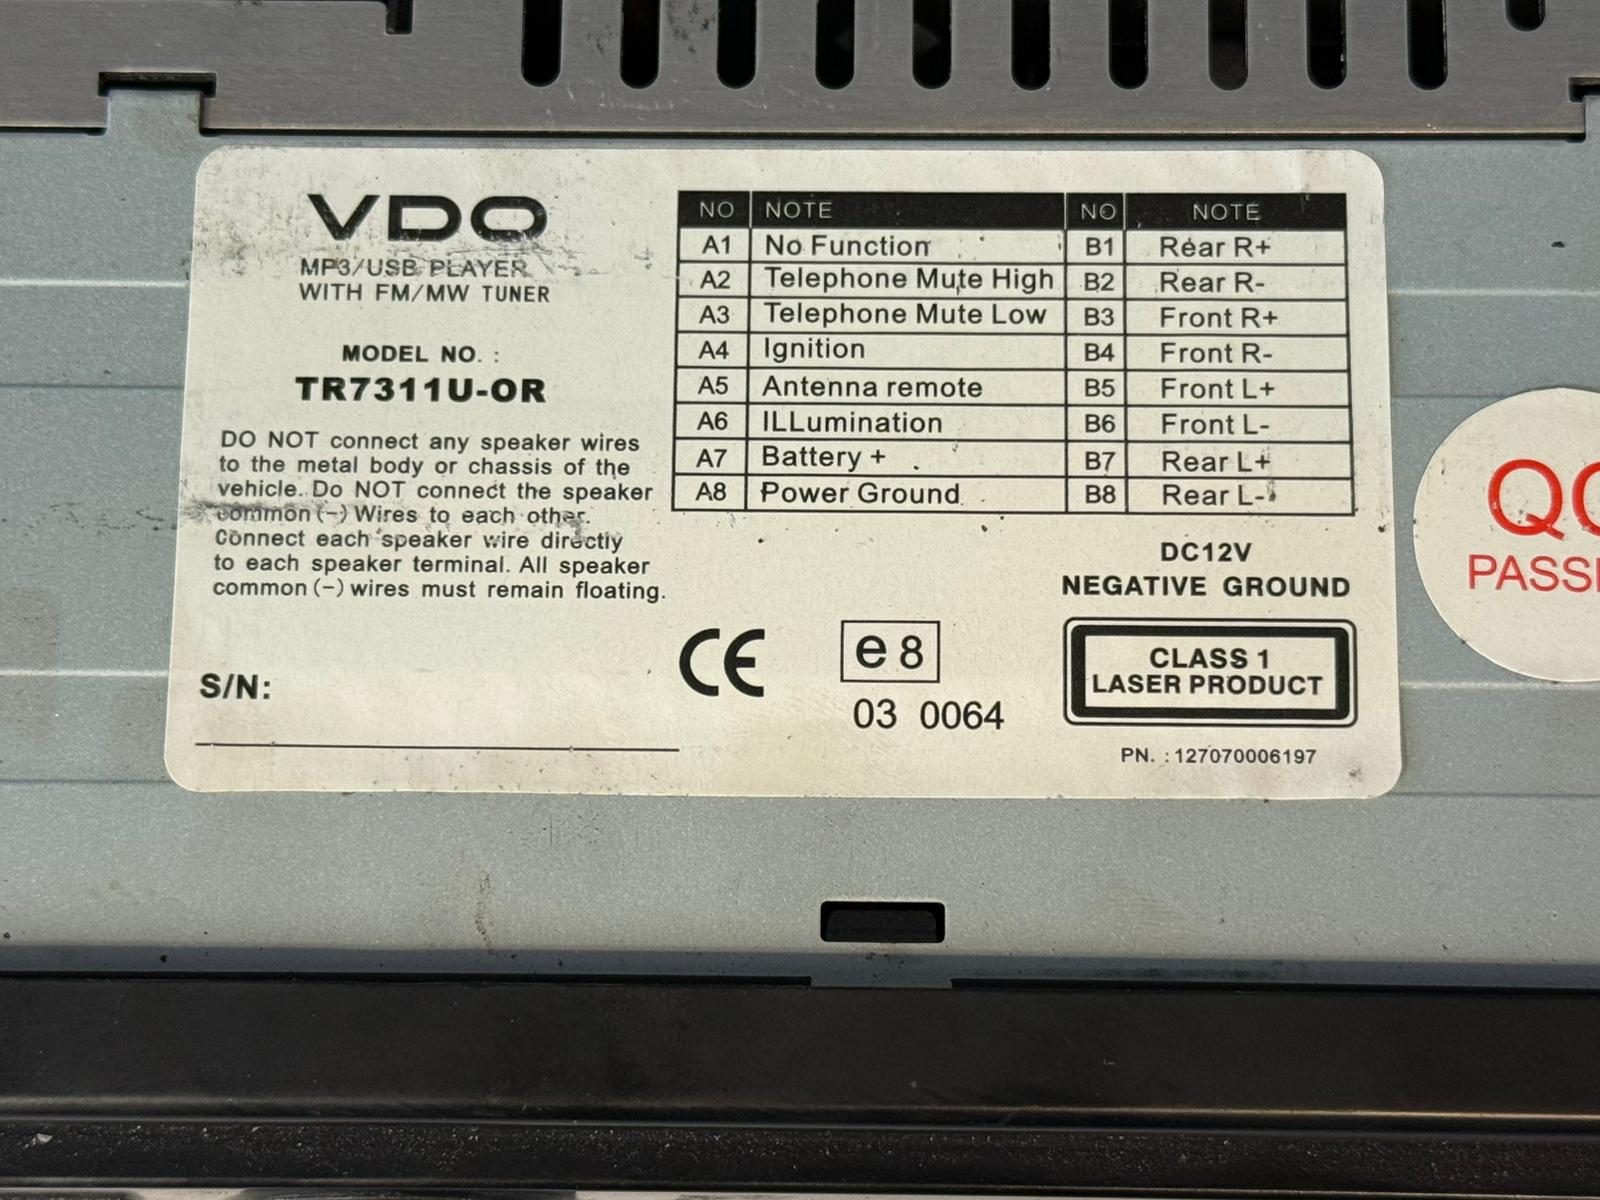 VDO
MP3/USB PLAYER
WITH FM/MW TUNER
MODEL NO. :
TR7311U-OR
DO NOT connect any speaker wires
to the metal body or chassis of the
vehicle. Do NOT connect the speaker
common (-) Wires to each other.
Connect each speaker wire directly
to each speaker terminal. All speaker
common (-) wires must remain floating.
S/N:
NO NOTE NO NOTE
A1 No Function B1 Rear R+
A2 Telephone Mute High B2 Rear R-
A3 Telephone Mute Low B3 Front R+
A4 Ignition B4 Front R-
A5 Antenna remote B5 Front L+
A6 ILLumination B6 Front L-
A7 Battery + B7 Rear L+
A8 Power Ground B8 Rear L-
DC12V
NEGATIVE GROUND
CE
e8
03 0064
CLASS 1
LASER PRODUCT
PN. : 127070006197